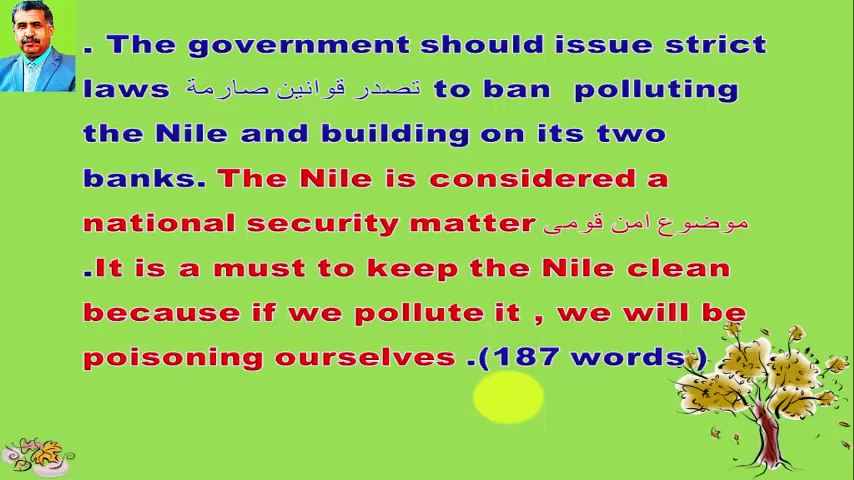 . The government should issue strict
laws تصدر قوانين صارمة to ban polluting
the Nile and building on its two
banks. The Nile is considered a
national security matter موضوع امن قومى
.It is a must to keep the Nile clean
because if we pollute it , we will be
poisoning ourselves .(187 words )